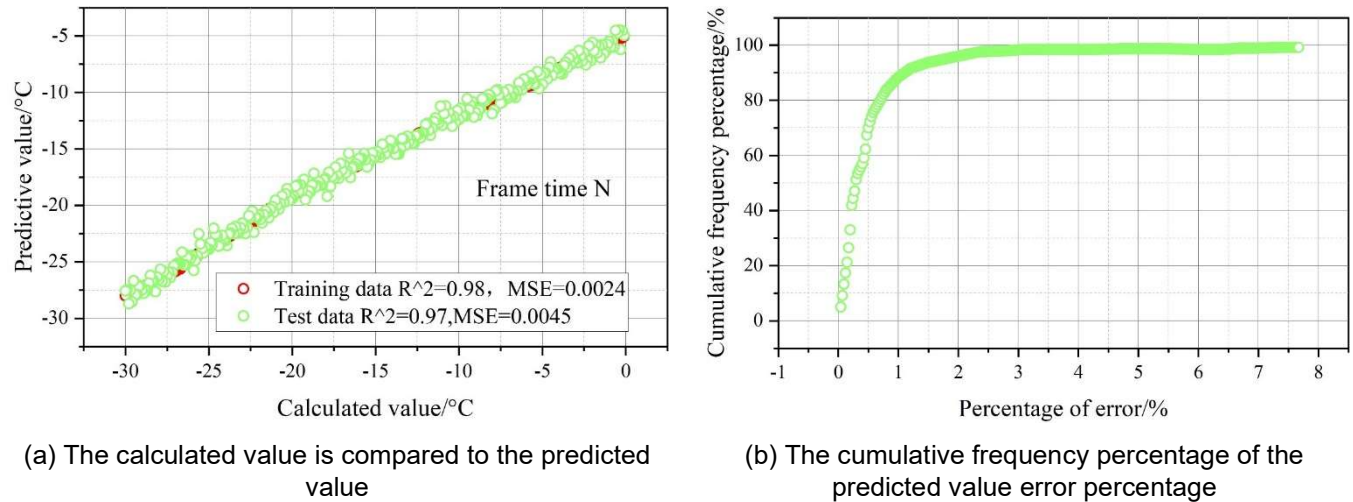 Predictive value/°C
-5
-10
-15
-20
-25
-30
Frame time N
Training data R^2=0.98， MSE=0.0024
Test data R^2=0.97,MSE=0.0045
-30 -25 -20 -15 -10 -5 0
Calculated value/°C
(a) The calculated value is compared to the predicted
value
Cumulative frequency percentage/%
100
80
60
40
20
0
-1 0 1 2 3 4 5 6 7 8
Percentage of error/%
(b) The cumulative frequency percentage of the
predicted value error percentage